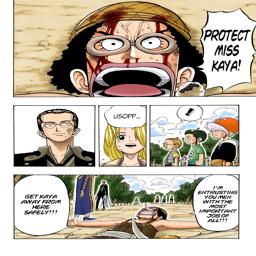 PROTECT
MISS
KAYA!
USOPP...
!
I'M
ENTRUSTING
YOU MEN
WITH THE
MOST
IMPORTANT
JOB OF
ALL!!!
GET KAYA
AWAY FROM
HERE
SAFELY!!!